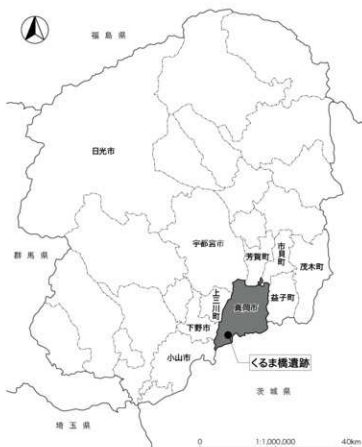 福島県
日光市
宇都宮市
群馬県
芳賀町
市貝町
茂木町
上三川町
真岡市
益子町
下野市
小山市
くるま橋遺跡
茨城県
埼玉県
0 1:1,000,000 40km